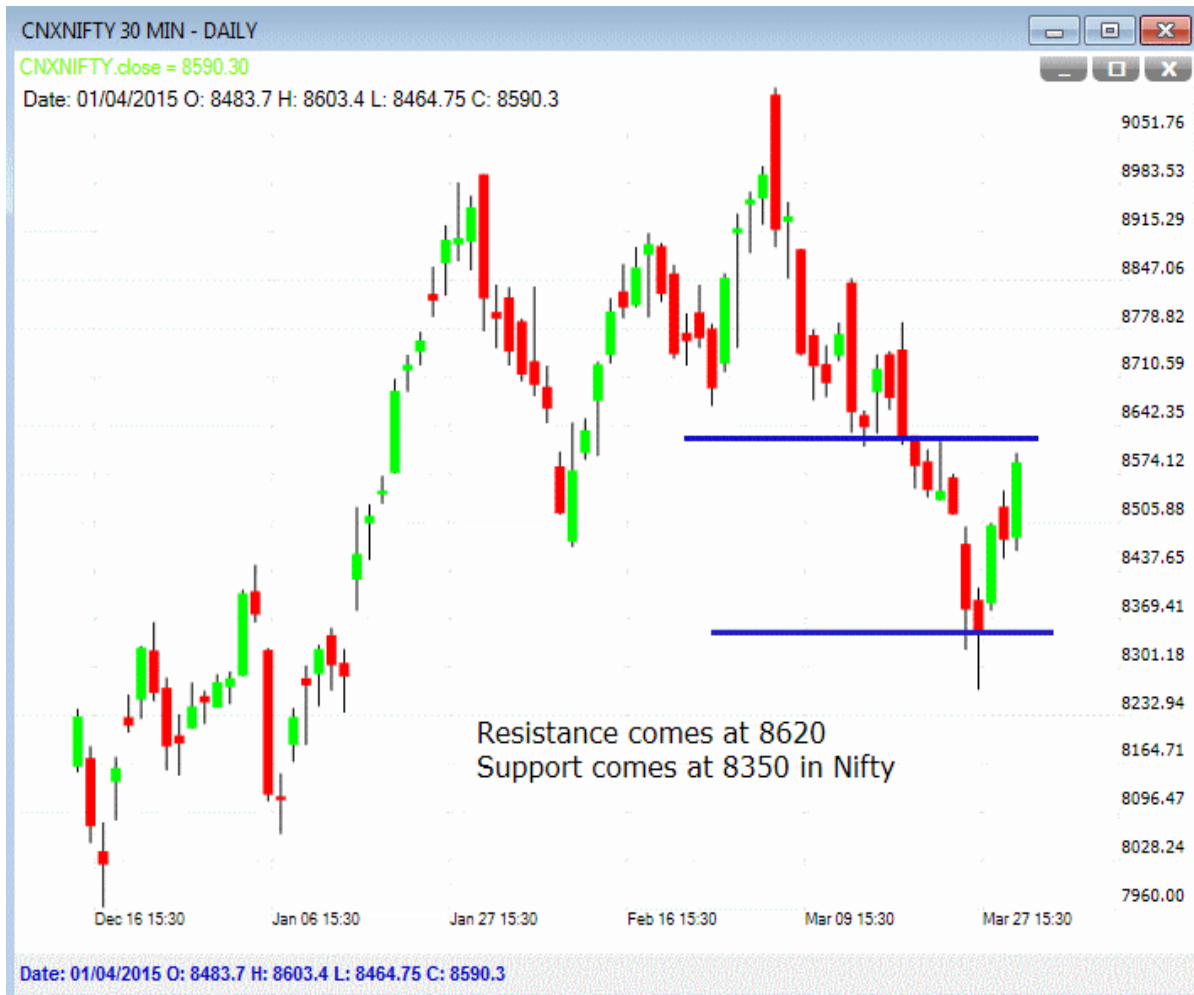 CNXNIFTY 30 MIN - DAILY
CNXNIFTY.close = 8590.30
Date: 01/04/2015 O: 8483.7 H: 8603.4 L: 8464.75 C: 8590.3
9051.76
8983.53
8915.29
8847.06
8778.82
8710.59
8642.35
8574.12
8505.88
8437.65
8369.41
8301.18
8232.94
8164.71
8096.47
8028.24
7960.00
Resistance comes at 8620
Support comes at 8350 in Nifty
Dec 16 15:30 Jan 06 15:30 Jan 27 15:30 Feb 16 15:30 Mar 09 15:30 Mar 27 15:30
Date: 01/04/2015 O: 8483.7 H: 8603.4 L: 8464.75 C: 8590.3